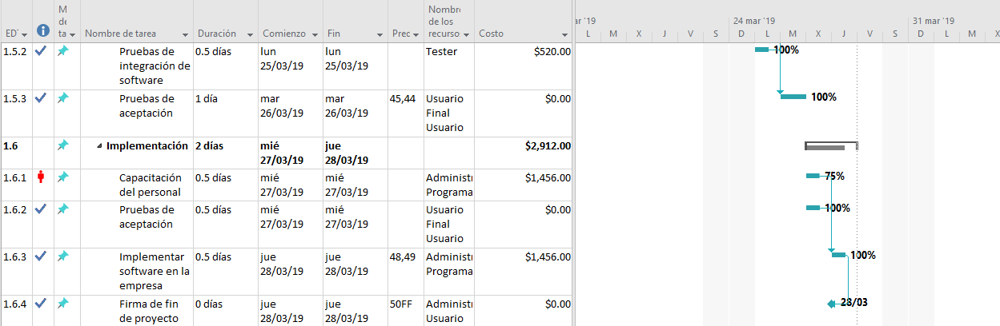 M
de
ta
Nombre
de los
recurso:
EDT
Nombre de tarea
Duración
Comienzo
Fin
Prec
Costo
ar '19
24 mar '19
31 mar '19
L M X J V S D L M X J V S D L M X
1.5.2
Pruebas de
integración de
software
0.5 días
lun
25/03/19
lun
25/03/19
Tester
$520.00
100%
1.5.3
Pruebas de
aceptación
1 día
mar
26/03/19
mar
26/03/19
45,44
Usuario
Final
Usuario
$0.00
100%
1.6
Implementación
2 días
mié
27/03/19
jue
28/03/19
$2,912.00
1.6.1
Capacitación
del personal
0.5 días
mié
27/03/19
mié
27/03/19
Administr
Programa
$1,456.00
75%
1.6.2
Pruebas de
aceptación
0.5 días
mié
27/03/19
mié
27/03/19
Usuario
Final
Usuario
$0.00
100%
1.6.3
Implementar
software en la
empresa
0.5 días
jue
28/03/19
jue
28/03/19
48,49
Administr
Programa
$1,456.00
100%
1.6.4
Firma de fin
de proyecto
0 días
jue
28/03/19
jue
28/03/19
50FF
Administr
Usuario
$0.00
28/03